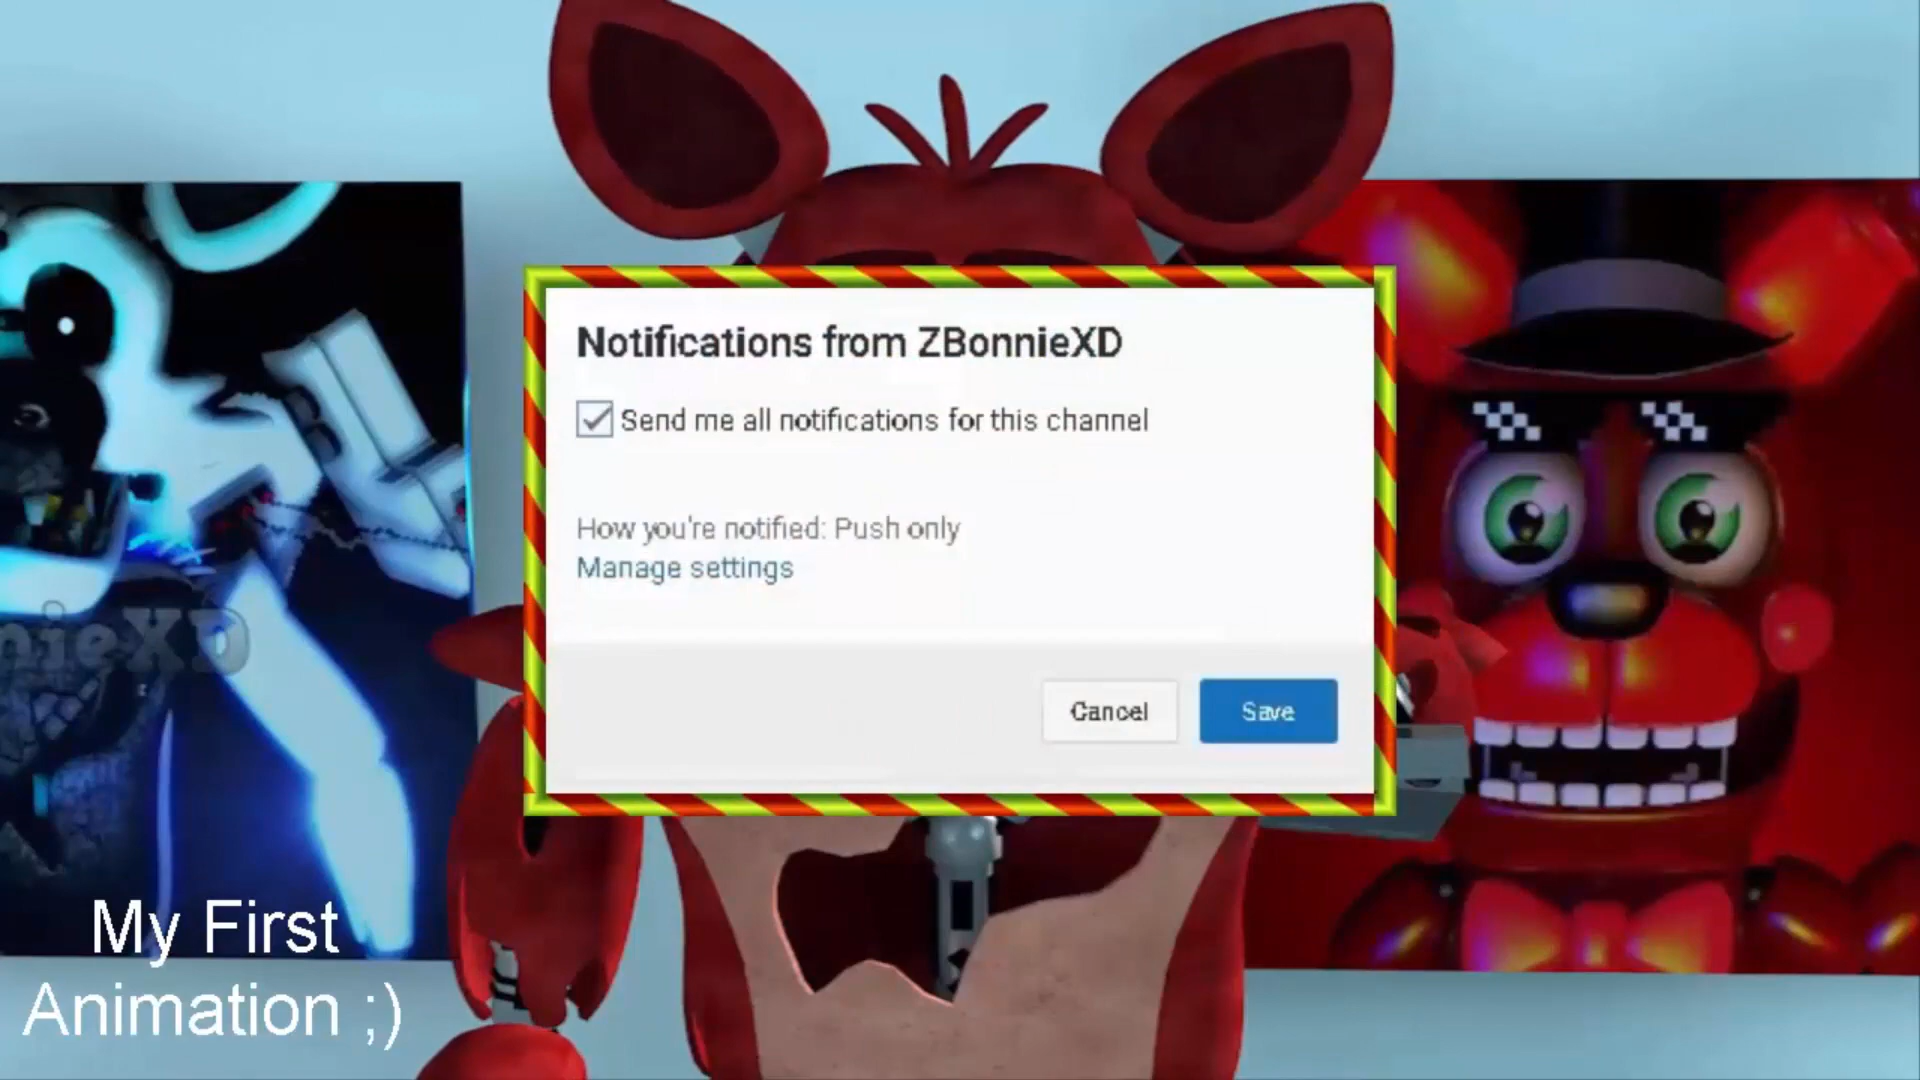 Notifications from ZBonnieXD
Send me all notifications for this channel
How you're notified: Push only
Manage settings
Cancel Save
nieXD
My First
Animation ;)